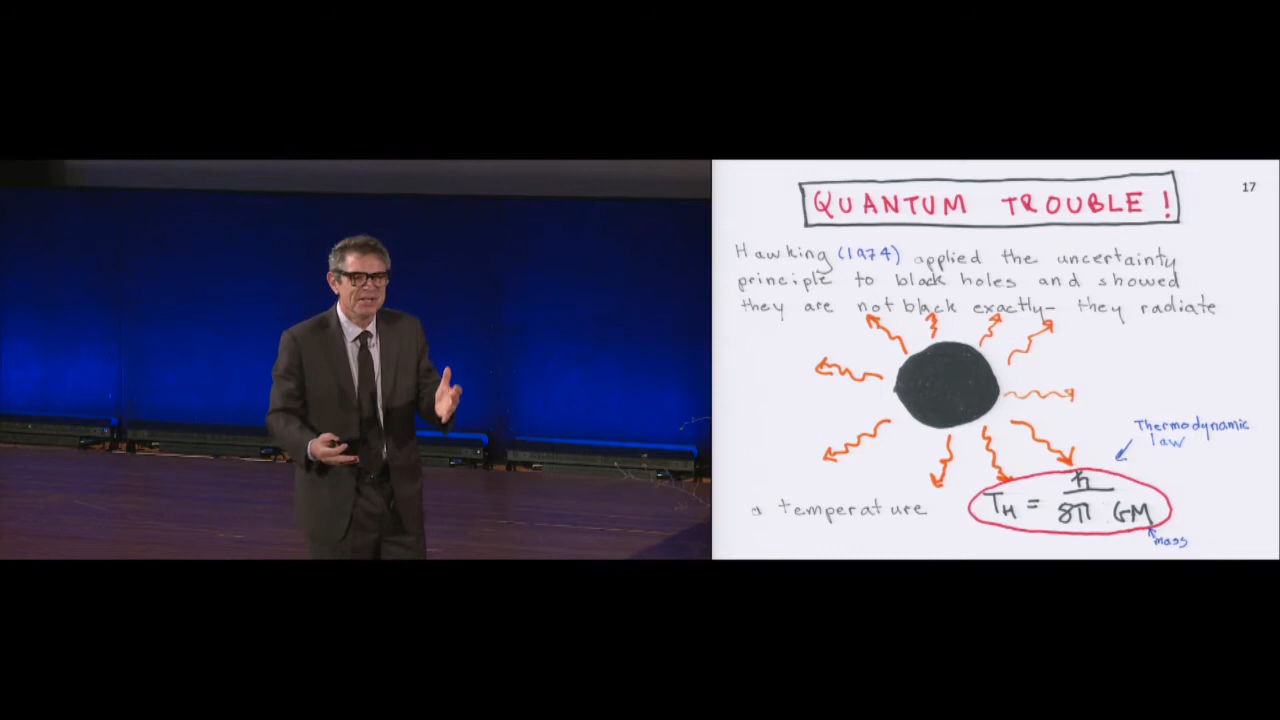 QUANTUM TROUBLE!
17
Hawking (1974) applied the uncertainty
principle to black holes and showed
they are not black exactly– they radiate
Thermodynamic
law
a temperature T_H = ħ / 8π GM
mass